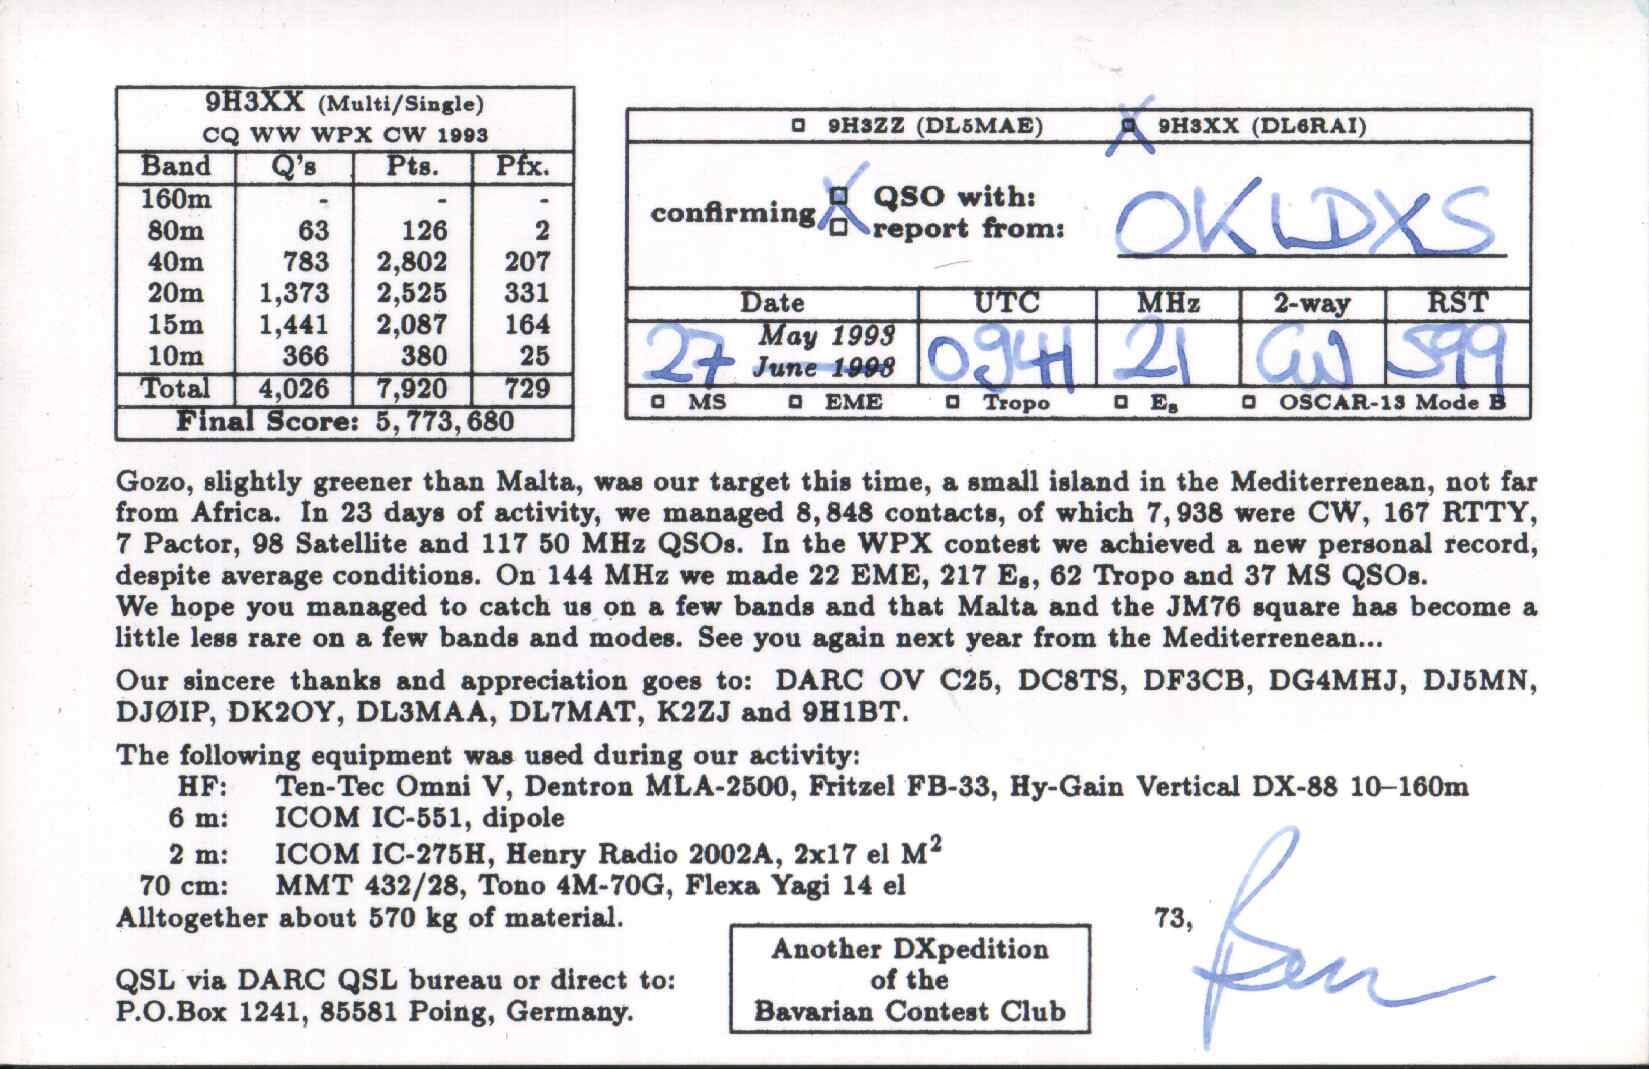 9H3XX (Multi/Single)
CQ WW WPX CW 1993
Band Q's Pts. Pfx.
160m - - -
80m 63 126 2
40m 783 2,802 207
20m 1,373 2,525 331
15m 1,441 2,087 164
10m 366 380 25
Total 4,026 7,920 729
Final Score: 5,773,680
□ 9H3ZZ (DL5MAE) ☒ 9H3XX (DL6RAI)
confirming ☒ QSO with:
□ report from:
OK1DXS
Date UTC MHz 2-way RST
27 May 1993 0944 21 CW 599
June 1993
□ MS □ EME □ Tropo □ Es □ OSCAR-13 Mode B
Gozo, slightly greener than Malta, was our target this time, a small island in the Mediterrenean, not far
from Africa. In 23 days of activity, we managed 8,848 contacts, of which 7,938 were CW, 167 RTTY,
7 Pactor, 98 Satellite and 117 50 MHz QSOs. In the WPX contest we achieved a new personal record,
despite average conditions. On 144 MHz we made 22 EME, 217 Es, 62 Tropo and 37 MS QSOs.
We hope you managed to catch us on a few bands and that Malta and the JM76 square has become a
little less rare on a few bands and modes. See you again next year from the Mediterrenean...
Our sincere thanks and appreciation goes to: DARC OV C25, DC8TS, DF3CB, DG4MHJ, DJ5MN,
DJØIP, DK2OY, DL3MAA, DL7MAT, K2ZJ and 9H1BT.
The following equipment was used during our activity:
HF: Ten-Tec Omni V, Dentron MLA-2500, Fritzel FB-33, Hy-Gain Vertical DX-88 10–160m
6 m: ICOM IC-551, dipole
2 m: ICOM IC-275H, Henry Radio 2002A, 2x17 el M²
70 cm: MMT 432/28, Tono 4M-70G, Flexa Yagi 14 el
Alltogether about 570 kg of material.
73,
Ben
QSL via DARC QSL bureau or direct to:
P.O.Box 1241, 85581 Poing, Germany.
Another DXpedition
of the
Bavarian Contest Club